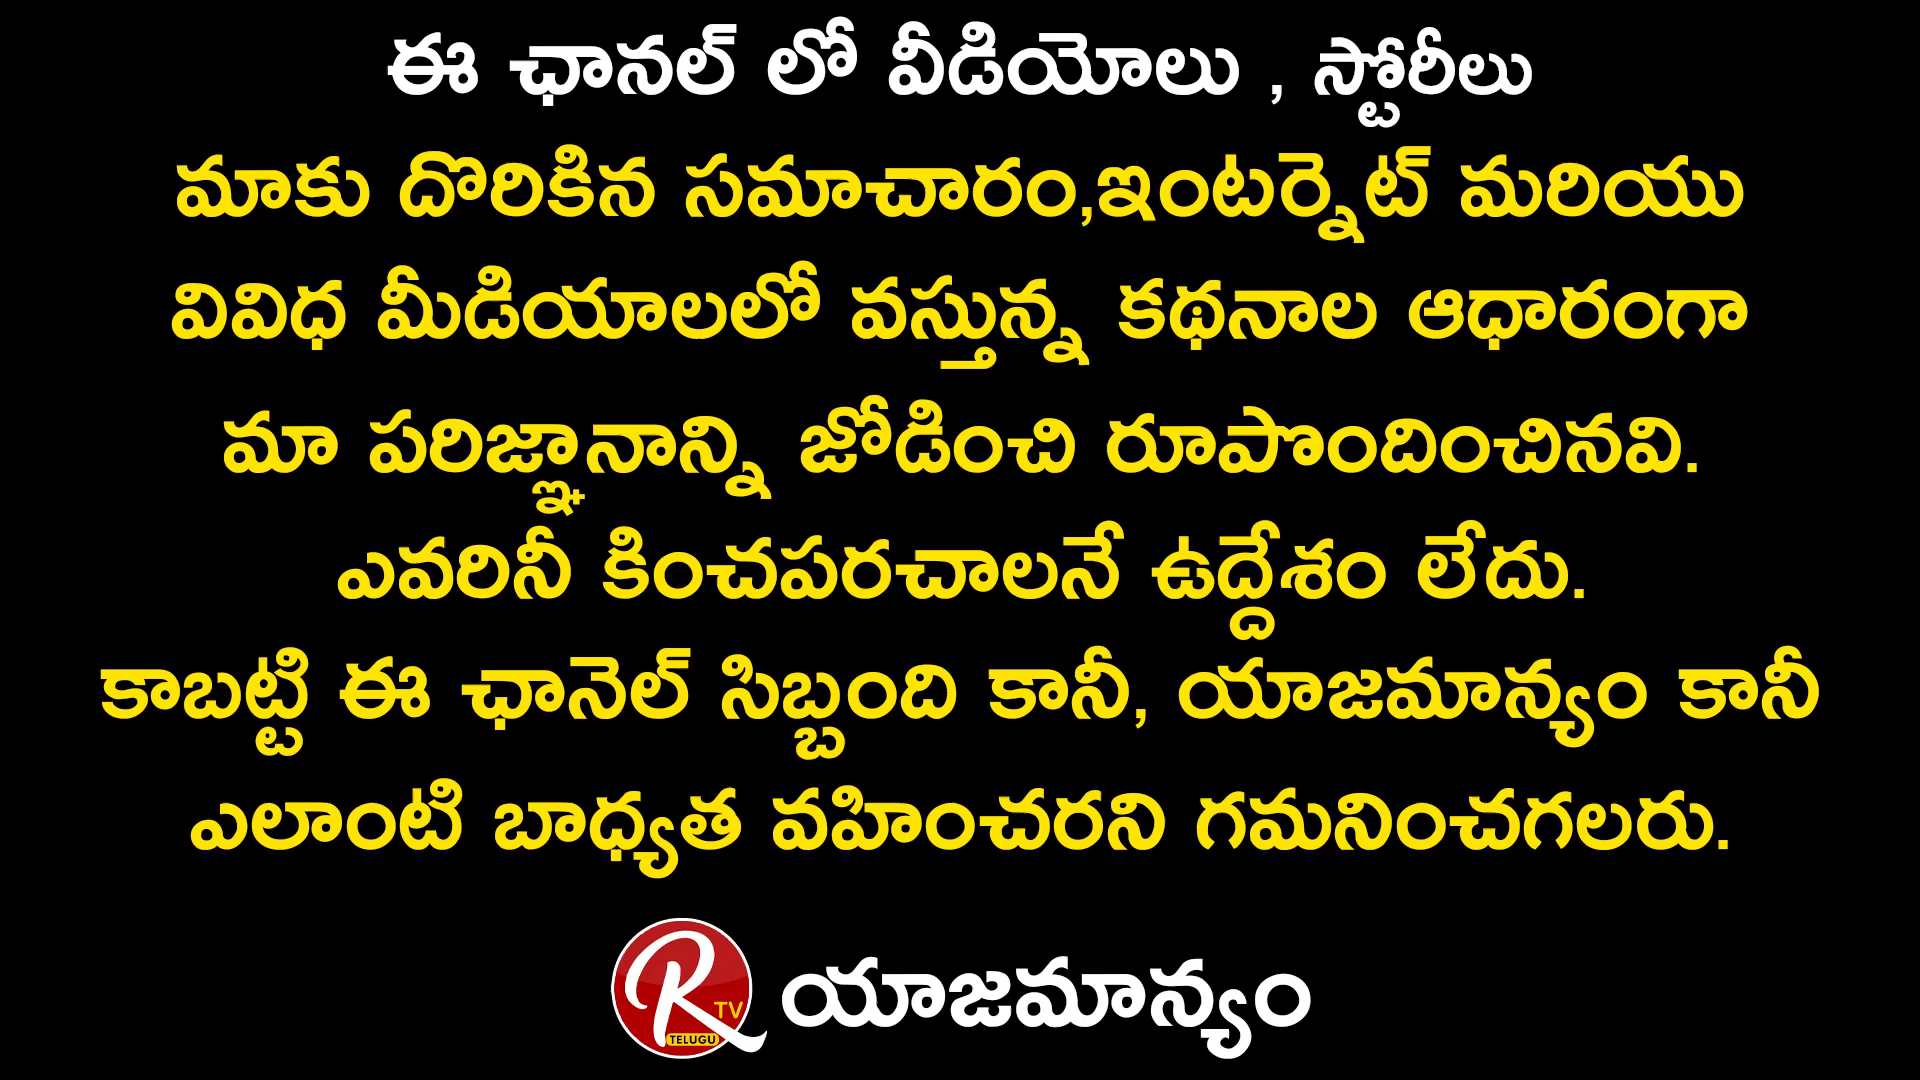 ఈ ఛానల్ లో వీడియోలు , స్టోరీలు
మాకు దొరికిన సమాచారం,ఇంటర్నెట్ మరియు
వివిధ మీడియాలలో వస్తున్న కథనాల ఆధారంగా
మా పరిజ్ఞానాన్ని జోడించి రూపొందించినవి.
ఎవరినీ కించపరచాలనే ఉద్దేశం లేదు.
కాబట్టి ఈ ఛానెల్ సిబ్బంది కానీ, యాజమాన్యం కానీ
ఎలాంటి బాధ్యత వహించరని గమనించగలరు.
R TV TELUGU యాజమాన్యం